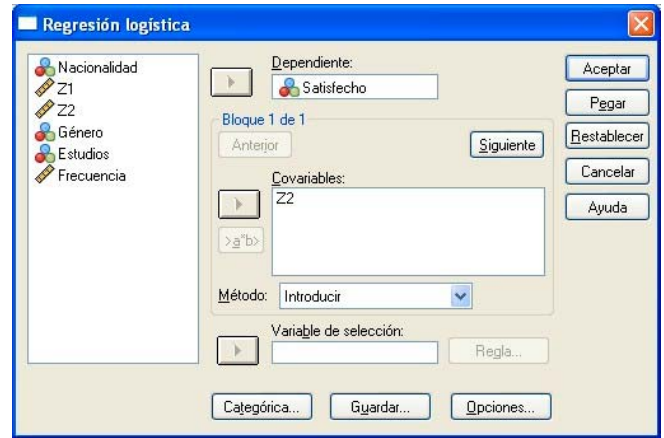 Regresión logística
Nacionalidad
Z1
Z2
Género
Estudios
Frecuencia
Dependiente:
Satisfecho
Bloque 1 de 1
Anterior
Siguiente
Covariables:
Z2
>a*b>
Método:
Introducir
Variable de selección:
Regla...
Categórica...
Guardar...
Opciones...
Aceptar
Pegar
Restablecer
Cancelar
Ayuda